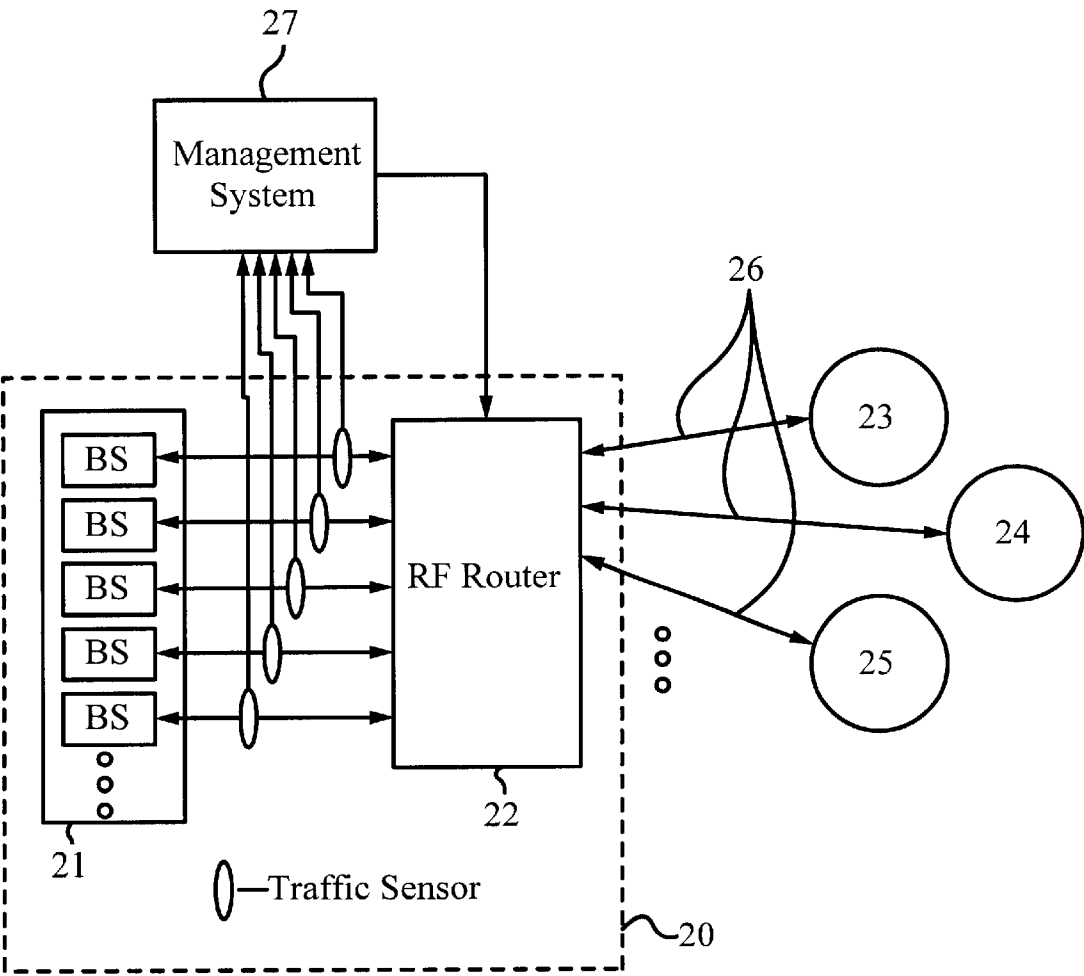 27
Management
System
26
23
BS
BS
24
BS
RF Router
BS
25
BS
22
21
Traffic Sensor
20